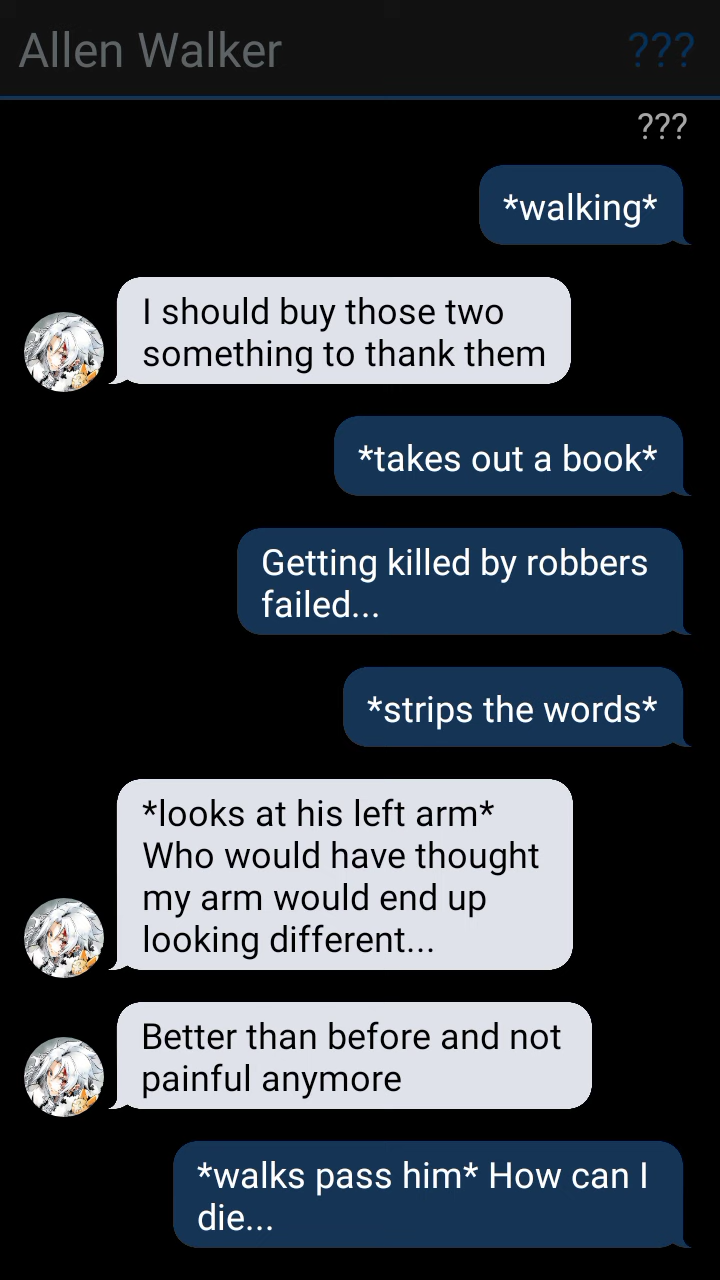 Allen Walker
???
???
*walking*
I should buy those two
something to thank them
*takes out a book*
Getting killed by robbers
failed...
*strips the words*
*looks at his left arm*
Who would have thought
my arm would end up
looking different...
Better than before and not
painful anymore
*walks pass him* How can I
die...